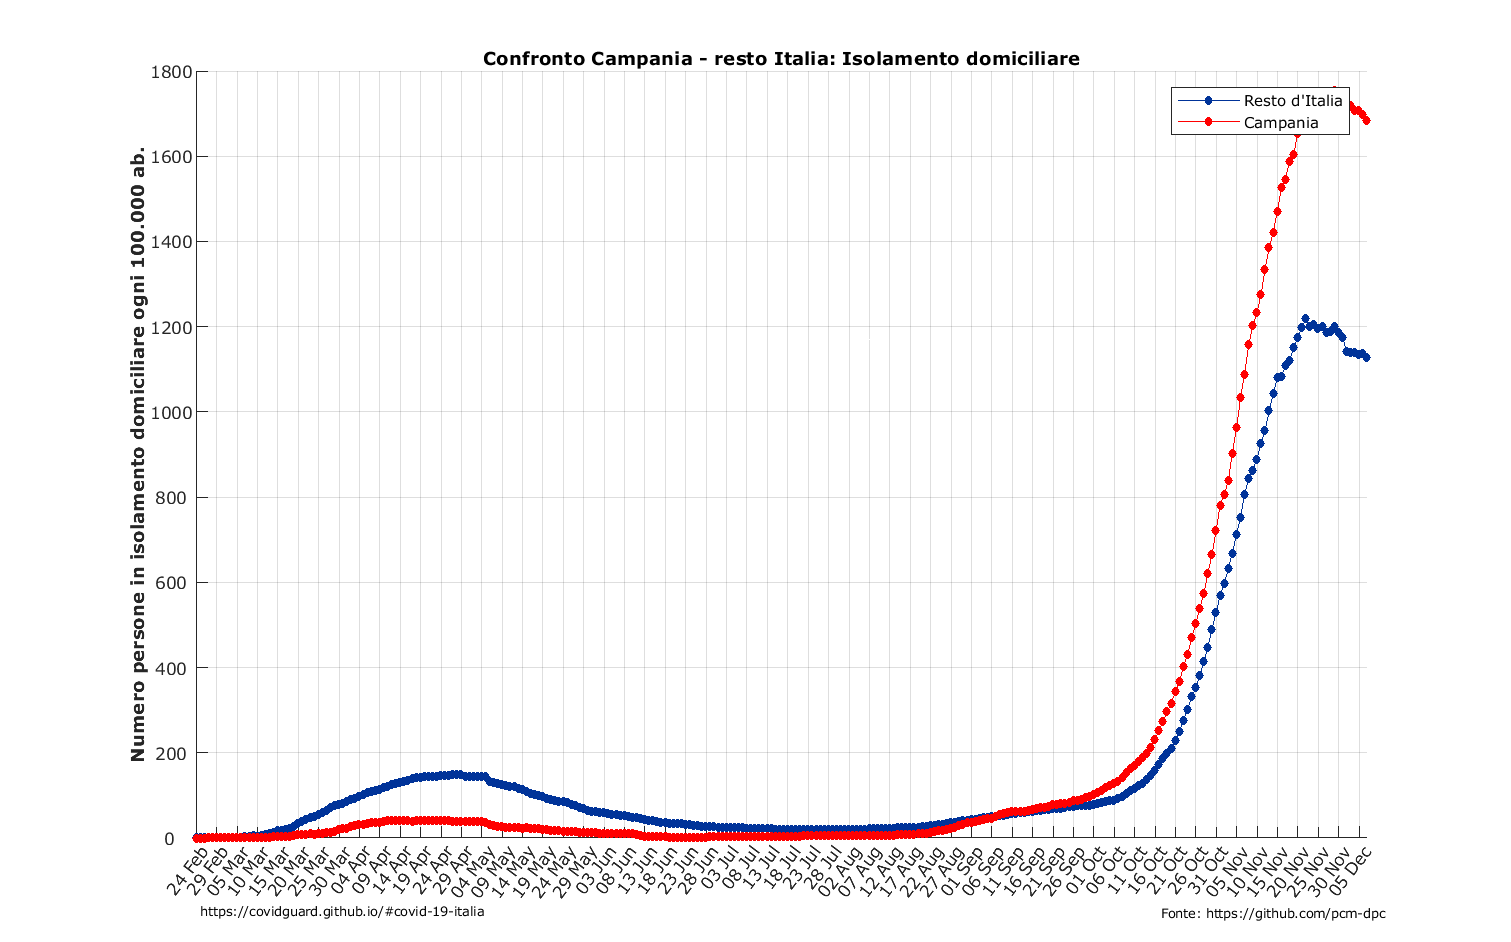 Confronto Campania - resto Italia: Isolamento domiciliare
Numero persone in isolamento domiciliare ogni 100.000 ab.
1800
1600
1400
1200
1000
800
600
400
200
0
Resto d'Italia
Campania
24 Feb
29 Feb
05 Mar
10 Mar
15 Mar
20 Mar
25 Mar
30 Mar
04 Apr
09 Apr
14 Apr
19 Apr
24 Apr
29 Apr
04 May
09 May
14 May
19 May
24 May
29 May
03 Jun
08 Jun
13 Jun
18 Jun
23 Jun
28 Jun
03 Jul
08 Jul
13 Jul
18 Jul
23 Jul
28 Jul
02 Aug
07 Aug
12 Aug
17 Aug
22 Aug
27 Aug
01 Sep
06 Sep
11 Sep
16 Sep
21 Sep
26 Sep
01 Oct
06 Oct
11 Oct
16 Oct
21 Oct
26 Oct
31 Oct
05 Nov
10 Nov
15 Nov
20 Nov
25 Nov
30 Nov
05 Dec
https://covidguard.github.io/#covid-19-italia
Fonte: https://github.com/pcm-dpc